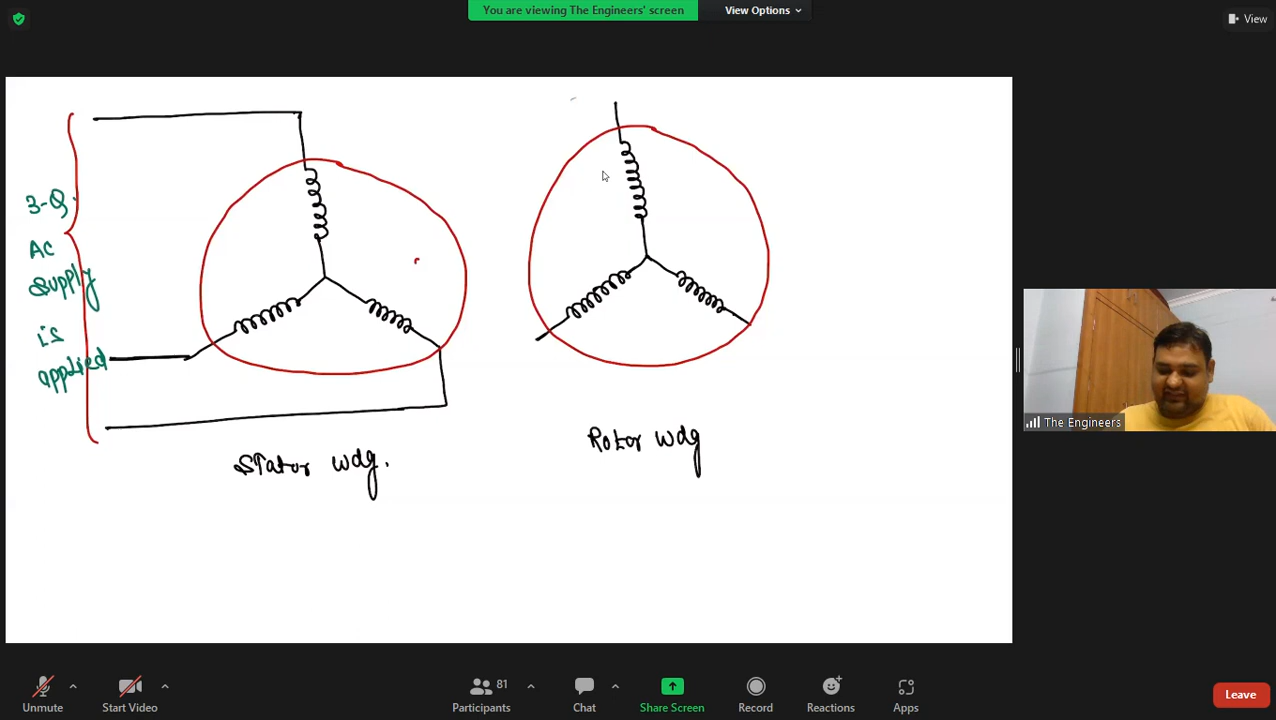 You are viewing The Engineers' screen
View Options
View
3-Φ
AC
supply
is
applied
Stator wdg.
Rotor wdg
The Engineers
Unmute
Start Video
81
Participants
Chat
Share Screen
Record
Reactions
Apps
Leave